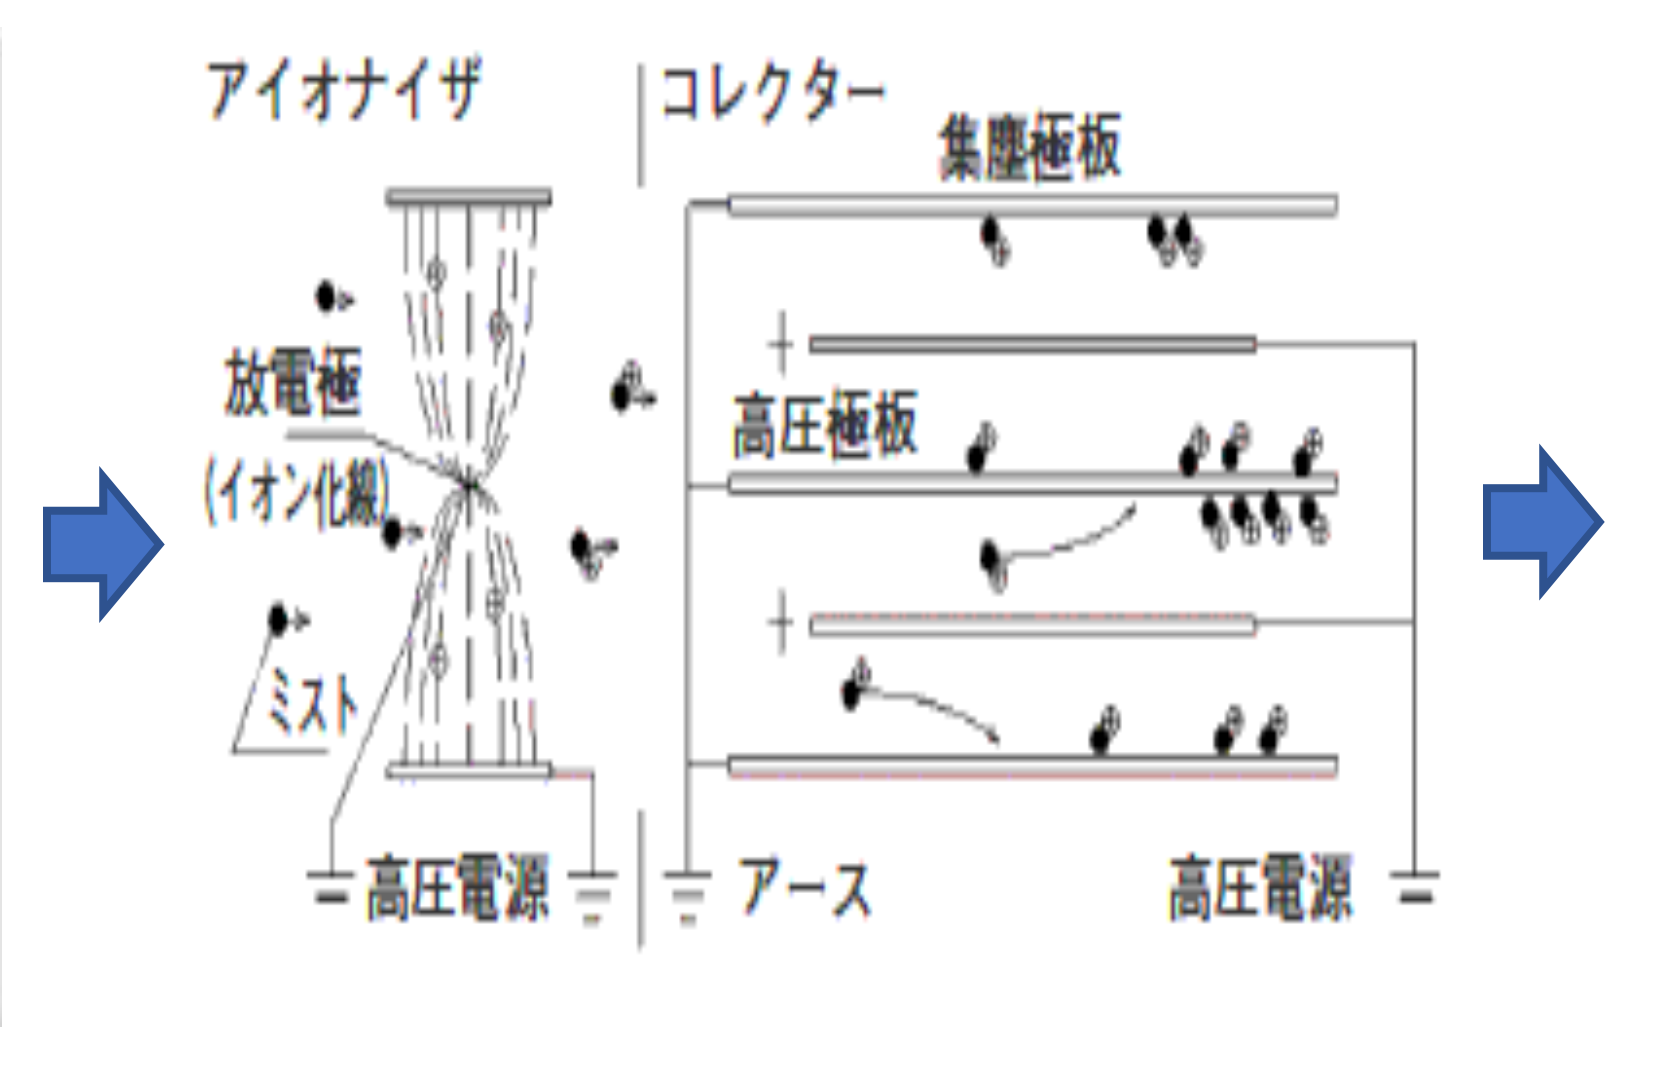 アイオナイザ
コレクター
集塵極板
放電極
(イオン化線)
高圧極板
ミスト
高圧電源
アース
高圧電源